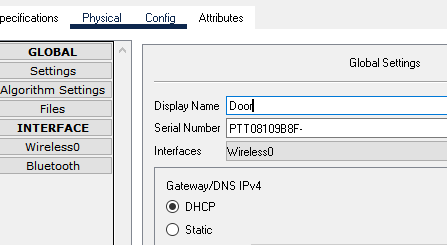 pecifications Physical Config Attributes
GLOBAL
Settings
Algorithm Settings
Files
INTERFACE
Wireless0
Bluetooth
Global Settings
Display Name Door
Serial Number PTT08109B8F-
Interfaces Wireless0
Gateway/DNS IPv4
DHCP
Static